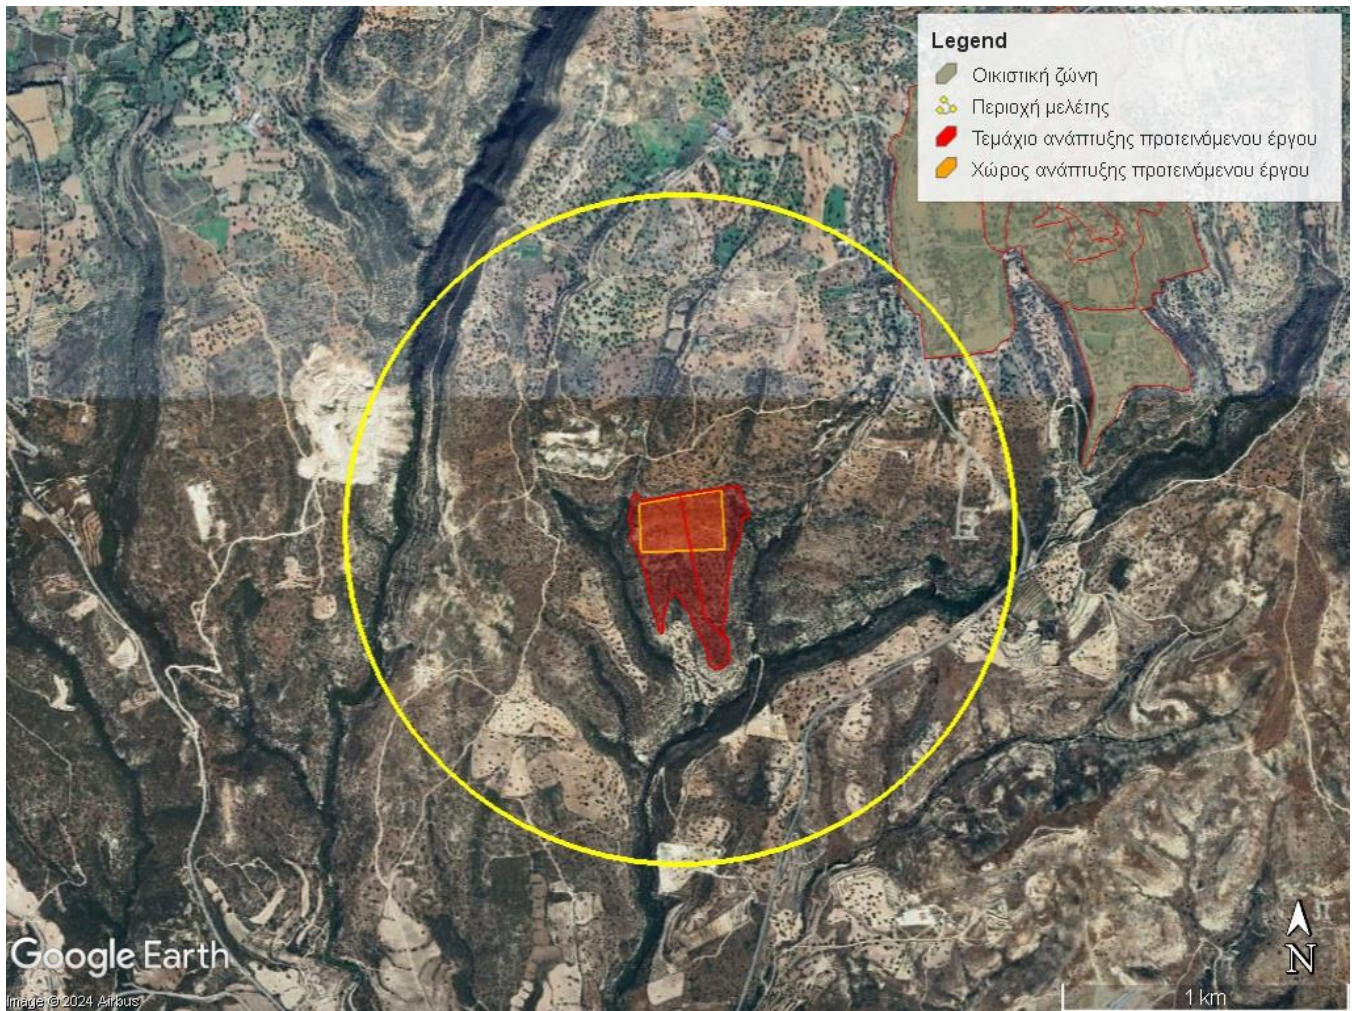 Legend
Οικιστική ζώνη
Περιοχή μελέτης
Τεμάχιο ανάπτυξης προτεινόμενου έργου
Χώρος ανάπτυξης προτεινόμενου έργου
Google Earth
N
Image © 2024 Airbus
1 km